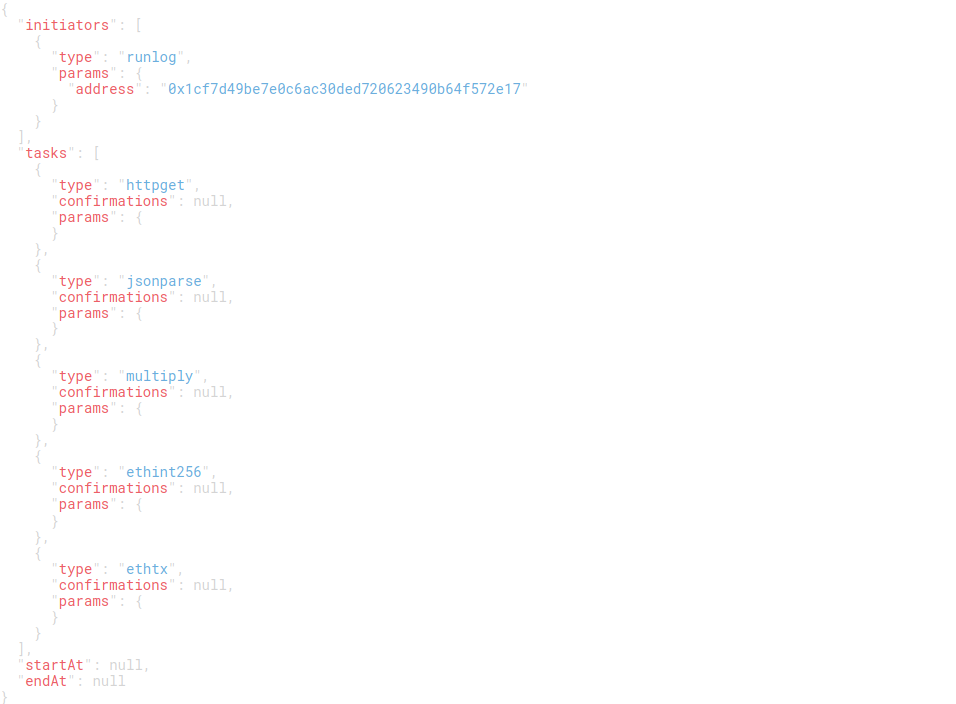 {
  "initiators": [
    {
      "type": "runlog",
      "params": {
        "address": "0x1cf7d49be7e0c6ac30ded720623490b64f572e17"
      }
    }
  ],
  "tasks": [
    {
      "type": "httpget",
      "confirmations": null,
      "params": {
      }
    },
    {
      "type": "jsonparse",
      "confirmations": null,
      "params": {
      }
    },
    {
      "type": "multiply",
      "confirmations": null,
      "params": {
      }
    },
    {
      "type": "ethint256",
      "confirmations": null,
      "params": {
      }
    },
    {
      "type": "ethtx",
      "confirmations": null,
      "params": {
      }
    }
  ],
  "startAt": null,
  "endAt": null
}